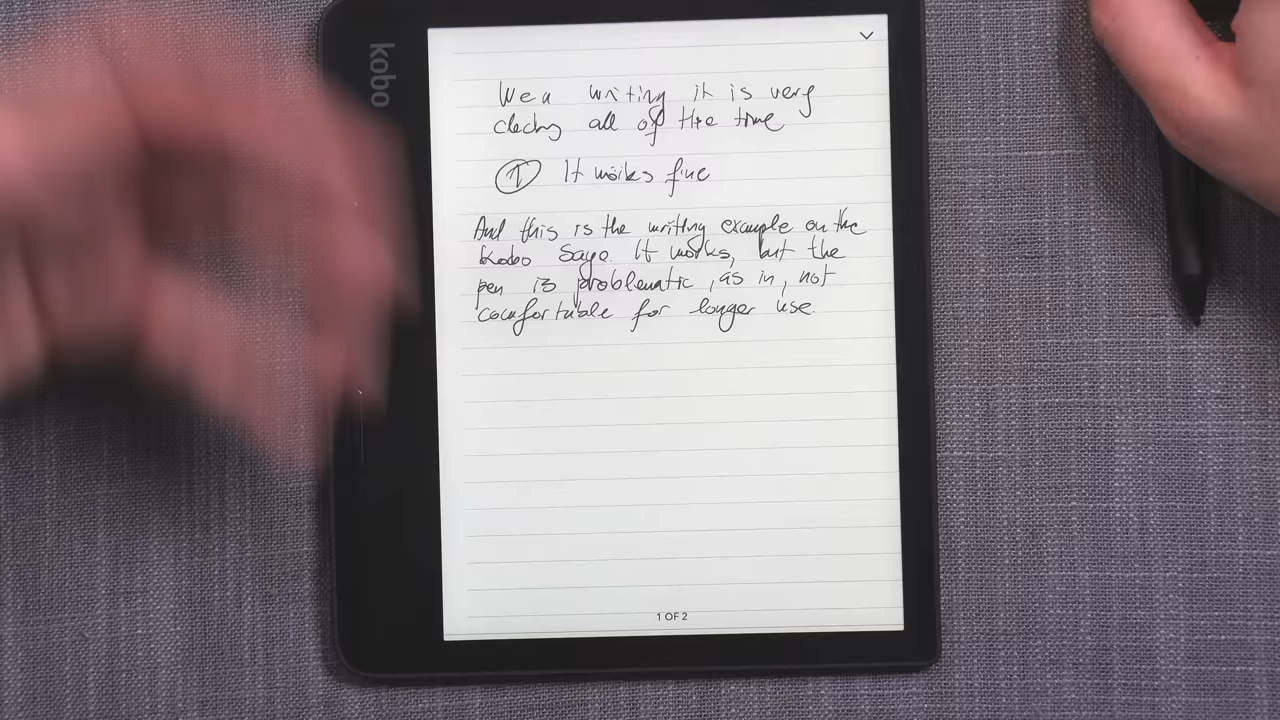 kobo
When writing it is very
clacky all of the time
① It works fine
And this is the writing example on the
kobo Sage. It works, but the
pen is problematic, as in, not
comfortable for longer use.
1 OF 2